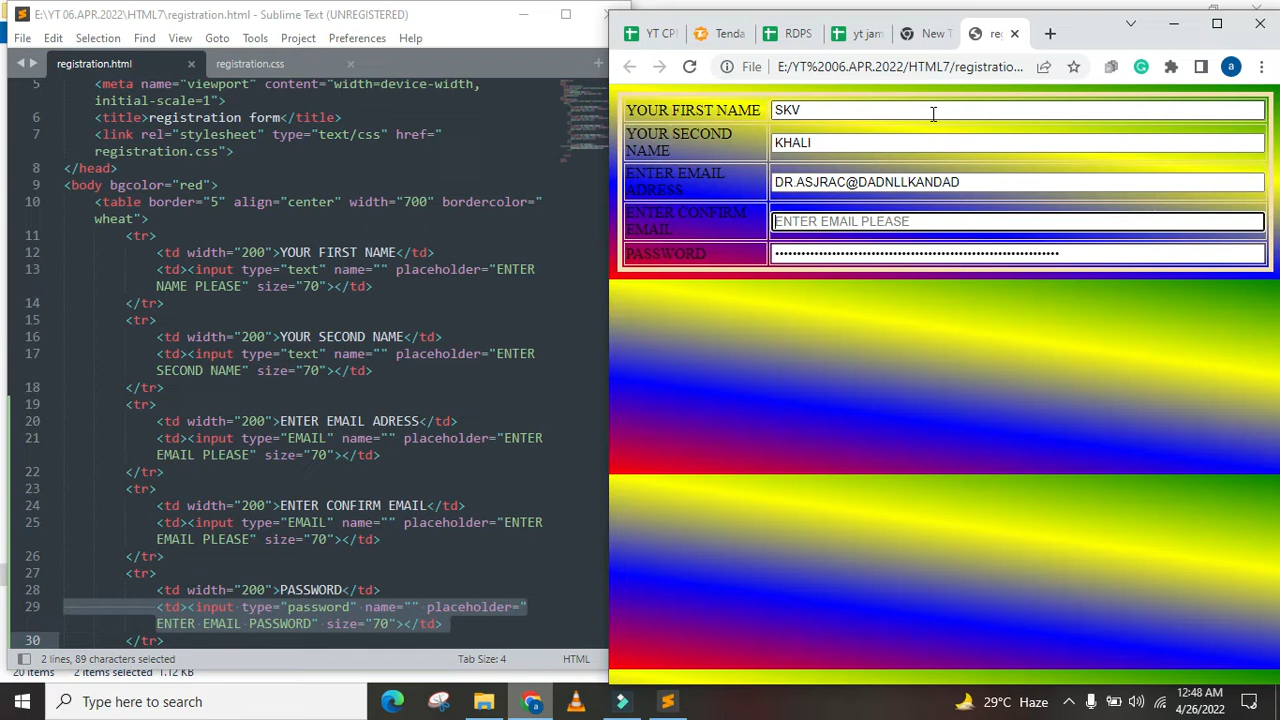 E:\YT 06.APR.2022\HTML7\registration.html - Sublime Text (UNREGISTERED)
File Edit Selection Find View Goto Tools Project Preferences Help
registration.html registration.css
5 <meta name="viewport" content="width=device-width,
initial-scale=1">
6 <title>registration form</title>
7 <link rel="stylesheet" type="text/css" href="
registration.css">
8 </head>
9 <body bgcolor="red">
10 <table border="5" align="center" width="700" bordercolor="
wheat">
11 <tr>
12 <td width="200">YOUR FIRST NAME</td>
13 <td><input type="text" name="" placeholder="ENTER
NAME PLEASE" size="70"></td>
14 </tr>
15 <tr>
16 <td width="200">YOUR SECOND NAME</td>
17 <td><input type="text" name="" placeholder="ENTER
SECOND NAME" size="70"></td>
18 </tr>
19 <tr>
20 <td width="200">ENTER EMAIL ADRESS</td>
21 <td><input type="EMAIL" name="" placeholder="ENTER
EMAIL PLEASE" size="70"></td>
22 </tr>
23 <tr>
24 <td width="200">ENTER CONFIRM EMAIL</td>
25 <td><input type="EMAIL" name="" placeholder="ENTER
EMAIL PLEASE" size="70"></td>
26 </tr>
27 <tr>
28 <td width="200">PASSWORD</td>
29 <td><input type="password" name="" placeholder="
ENTER EMAIL PASSWORD" size="70"></td>
30 </tr>
2 lines, 89 characters selected Tab Size: 4 HTML
20 items 2 items selected 1.12 KB
YT CP Tenda RDPS yt jam New T reg
File E:/YT%2006.APR.2022/HTML7/registratio... a
YOUR FIRST NAME SKV
YOUR SECOND
NAME
KHALI
ENTER EMAIL
ADRESS
DR.ASJRAC@DADNLLKANDAD
ENTER CONFIRM
EMAIL
ENTER EMAIL PLEASE
PASSWORD
Type here to search
29°C Haze
12:48 AM
4/26/2022